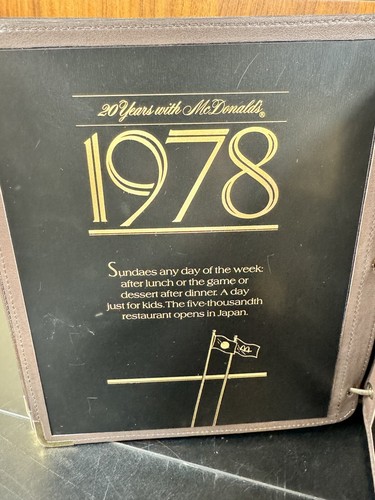 20 Years with McDonald's®
1978
Sundaes any day of the week:
after lunch or the game or
dessert after dinner. A day
just for kids. The five-thousandth
restaurant opens in Japan.